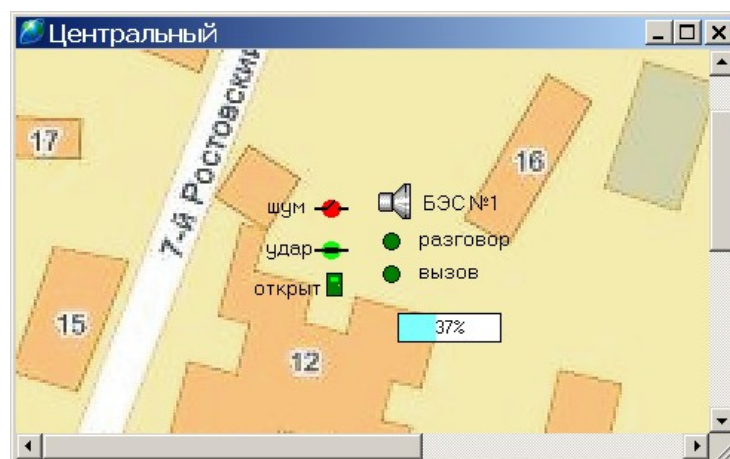 Центральный
7-й Ростовский
17
16
шум
БЭС №1
удар
разговор
открыт
вызов
15
37%
12